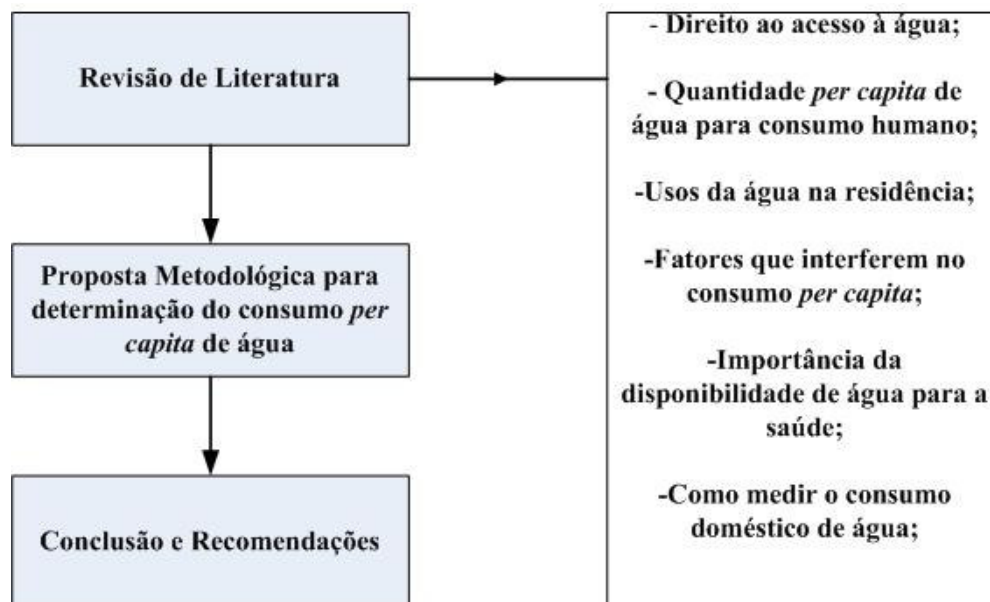 Revisão de Literatura
Proposta Metodológica para
determinação do consumo per
capita de água
Conclusão e Recomendações
- Direito ao acesso à água;
- Quantidade per capita de
água para consumo humano;
-Usos da água na residência;
-Fatores que interferem no
consumo per capita;
-Importância da
disponibilidade de água para a
saúde;
-Como medir o consumo
doméstico de água;